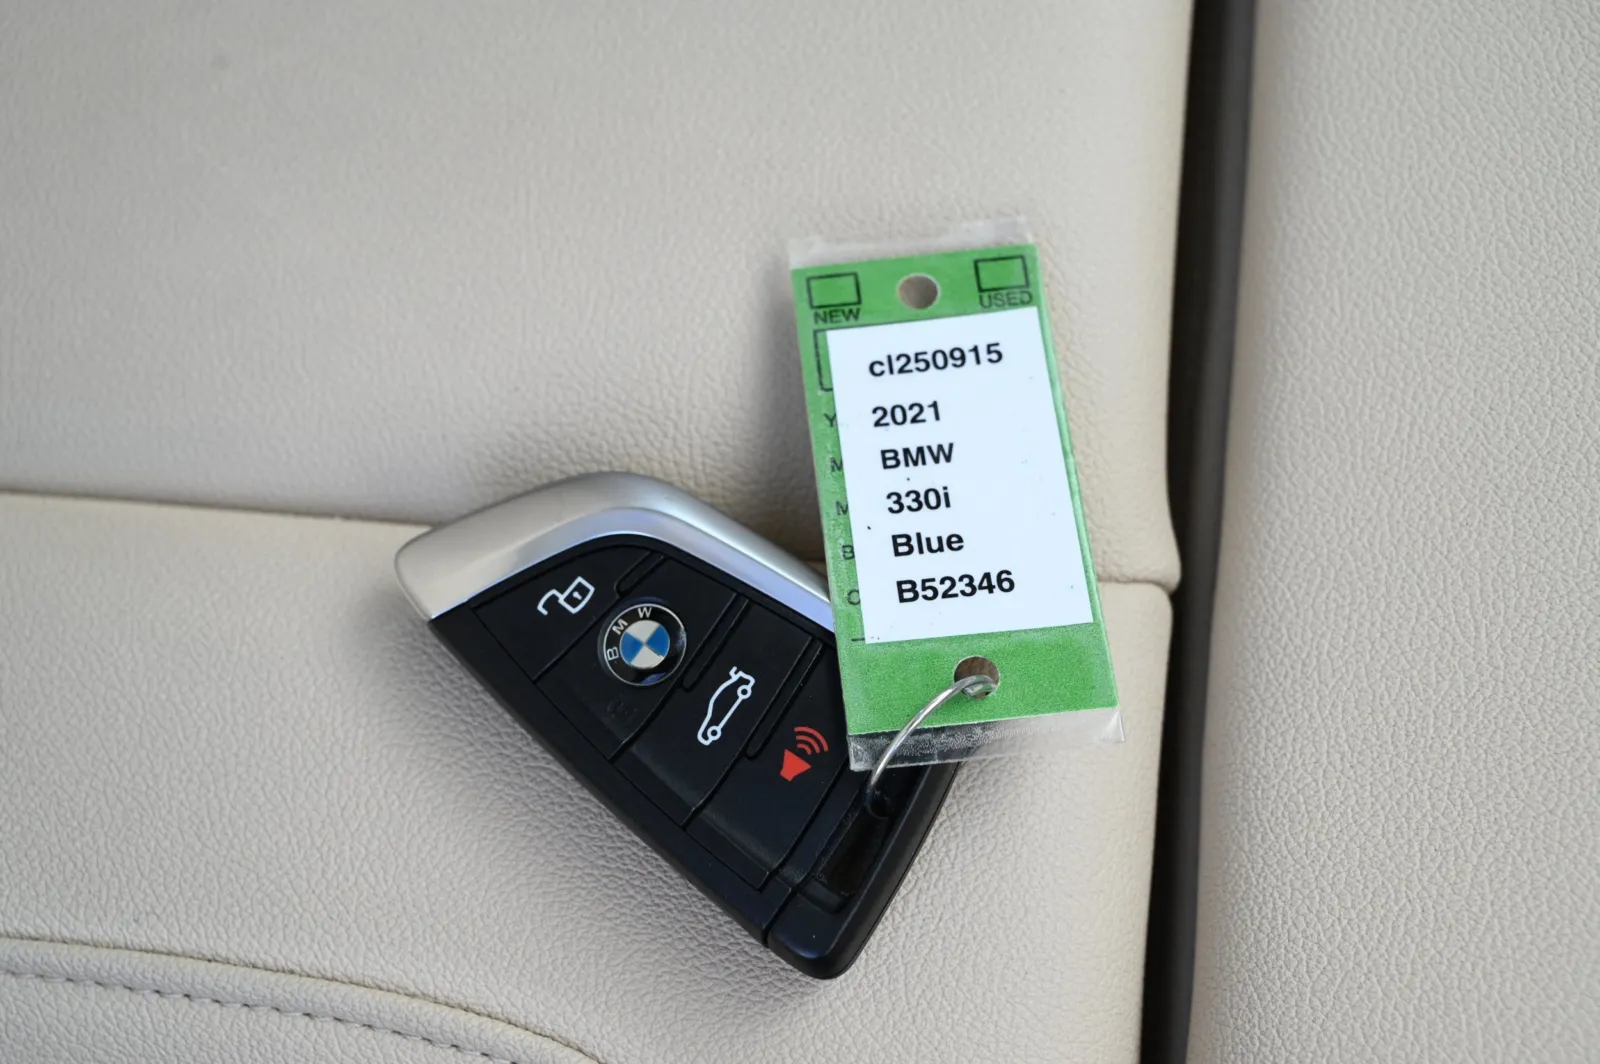 NEW
USED
cl250915
2021
BMW
330i
Blue
B52346
Y
M
M
B
C
BMW